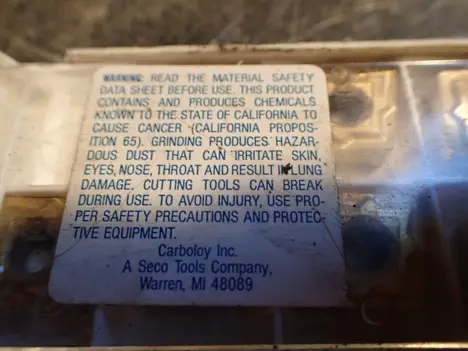 WARNING: READ THE MATERIAL SAFETY
DATA SHEET BEFORE USE. THIS PRODUCT
CONTAINS AND PRODUCES CHEMICALS
KNOWN TO THE STATE OF CALIFORNIA TO
CAUSE CANCER (CALIFORNIA PROPOS-
ITION 65). GRINDING PRODUCES HAZAR-
DOUS DUST THAT CAN IRRITATE SKIN,
EYES, NOSE, THROAT AND RESULT IN LUNG
DAMAGE. CUTTING TOOLS CAN BREAK
DURING USE. TO AVOID INJURY, USE PRO-
PER SAFETY PRECAUTIONS AND PROTEC-
TIVE EQUIPMENT.
Carboloy Inc.
A Seco Tools Company,
Warren, MI 48089